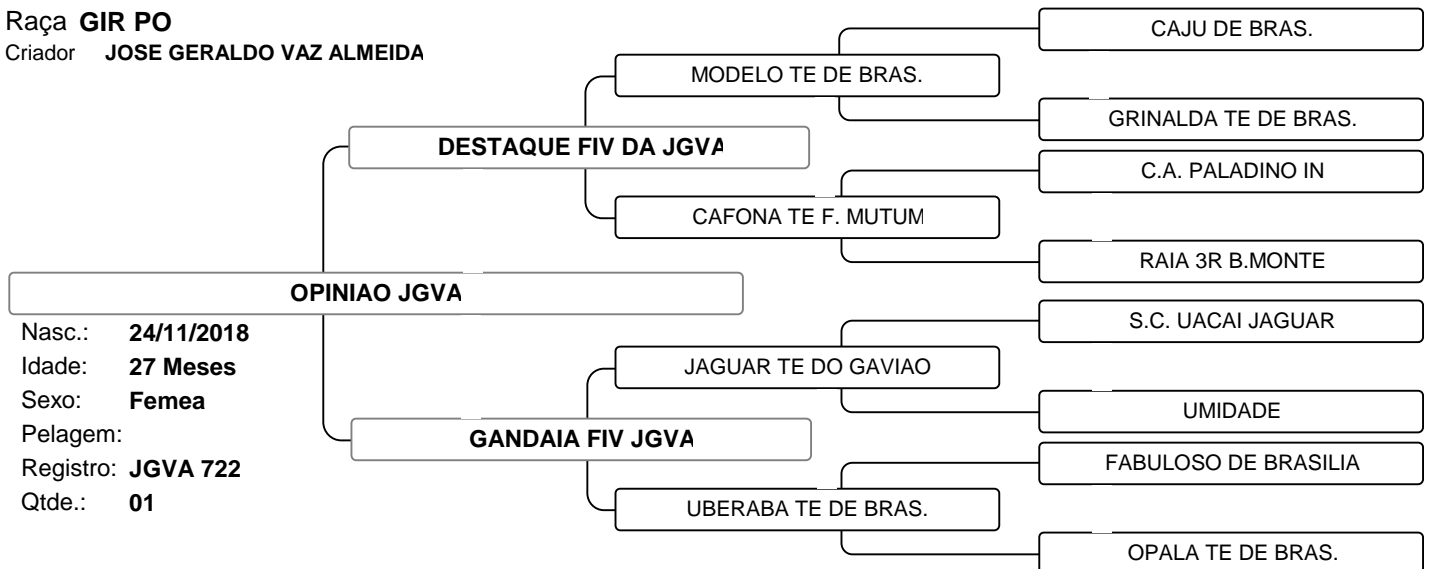 Raça GIR PO
Criador JOSE GERALDO VAZ ALMEIDA
CAJU DE BRAS.
MODELO TE DE BRAS.
GRINALDA TE DE BRAS.
DESTAQUE FIV DA JGVA
C.A. PALADINO IN
CAFONA TE F. MUTUM
RAIA 3R B.MONTE
OPINIAO JGVA
Nasc.: 24/11/2018
Idade: 27 Meses
Sexo: Femea
Pelagem:
Registro: JGVA 722
Qtde.: 01
S.C. UACAI JAGUAR
JAGUAR TE DO GAVIAO
UMIDADE
GANDAIA FIV JGVA
FABULOSO DE BRASILIA
UBERABA TE DE BRAS.
OPALA TE DE BRAS.